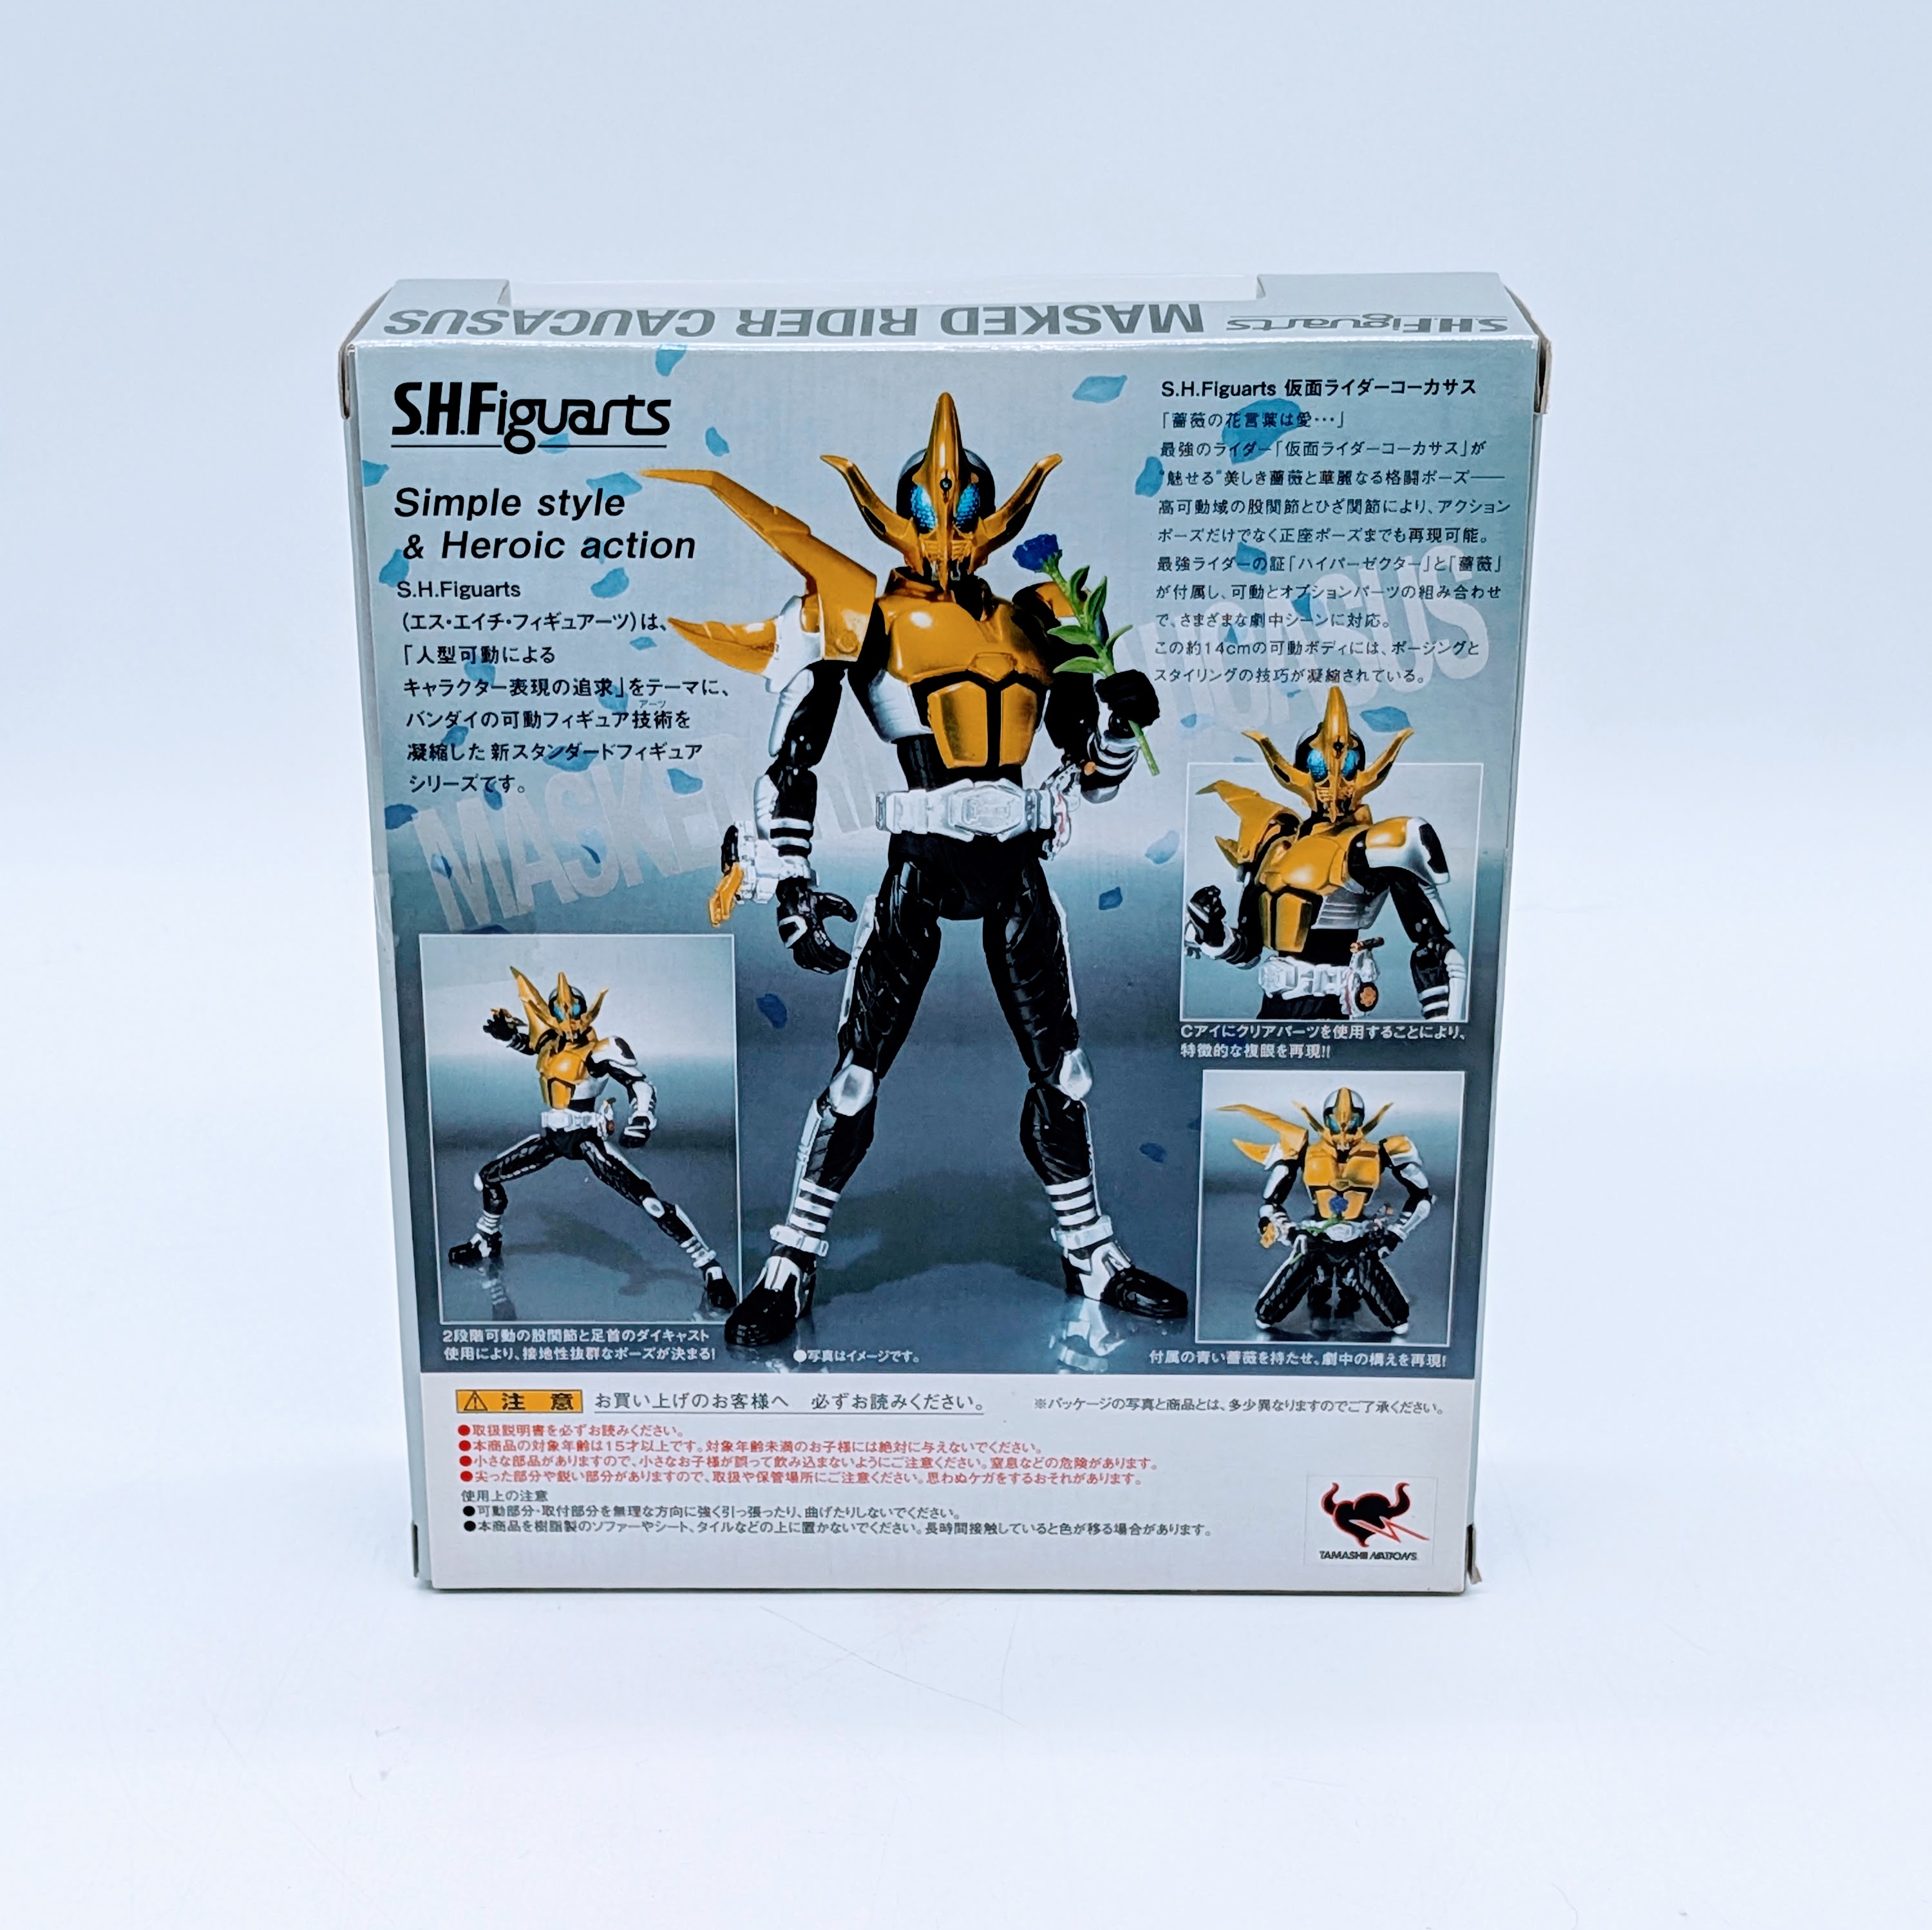 S.H.Figuarts MASKED RIDER CAUCASUS
S.H.Figuarts
Simple style
& Heroic action
S.H.Figuarts
(エス・エイチ・フィギュアーツ)は、
「人型可動による
キャラクター表現の追求」をテーマに、
バンダイの可動フィギュア技術を
アーツ
凝縮した新スタンダードフィギュア
シリーズです。
S.H.Figuarts 仮面ライダーコーカサス
「薔薇の花言葉は愛・・・」
最強のライダー「仮面ライダーコーカサス」が
"魅せる"美しき薔薇と華麗なる格闘ポーズ──
高可動域の股関節とひざ関節により、アクション
ポーズだけでなく正座ポーズまでも再現可能。
最強ライダーの証「ハイパーゼクター」と「薔薇」
が付属し、可動とオプションパーツの組み合わせ
で、さまざまな劇中シーンに対応。
この約14cmの可動ボディには、ポージングと
スタイリングの技巧が凝縮されている。
Cアイにクリアパーツを使用することにより、
特徴的な複眼を再現!!
2段階可動の股関節と足首のダイキャスト
使用により、接地性抜群なポーズが決まる!
●写真はイメージです。
付属の青い薔薇を持たせ、劇中の構えを再現!
注 意 お買い上げのお客様へ 必ずお読みください。
※パッケージの写真と商品とは、多少異なりますのでご了承ください。
●取扱説明書を必ずお読みください。
●本商品の対象年齢は15才以上です。対象年齢未満のお子様には絶対に与えないでください。
●小さな部品がありますので、小さなお子様が誤って飲み込まないようにご注意ください。窒息などの危険があります。
●尖った部分や鋭い部分がありますので、取扱や保管場所にご注意ください。思わぬケガをするおそれがあります。
使用上の注意
●可動部分・取付部分を無理な方向に強く引っ張ったり、曲げたりしないでください。
●本商品を樹脂製のソファーやシート、タイルなどの上に置かないでください。長時間接触していると色が移る場合があります。
TAMASHII NATIONS